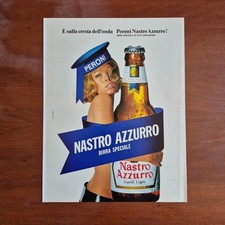 È sulla cresta dell'onda Peroni Nastro Azzurro!
PERONI
NASTRO AZZURRO
BIRRA SPECIALE
Nastro
Azzurro